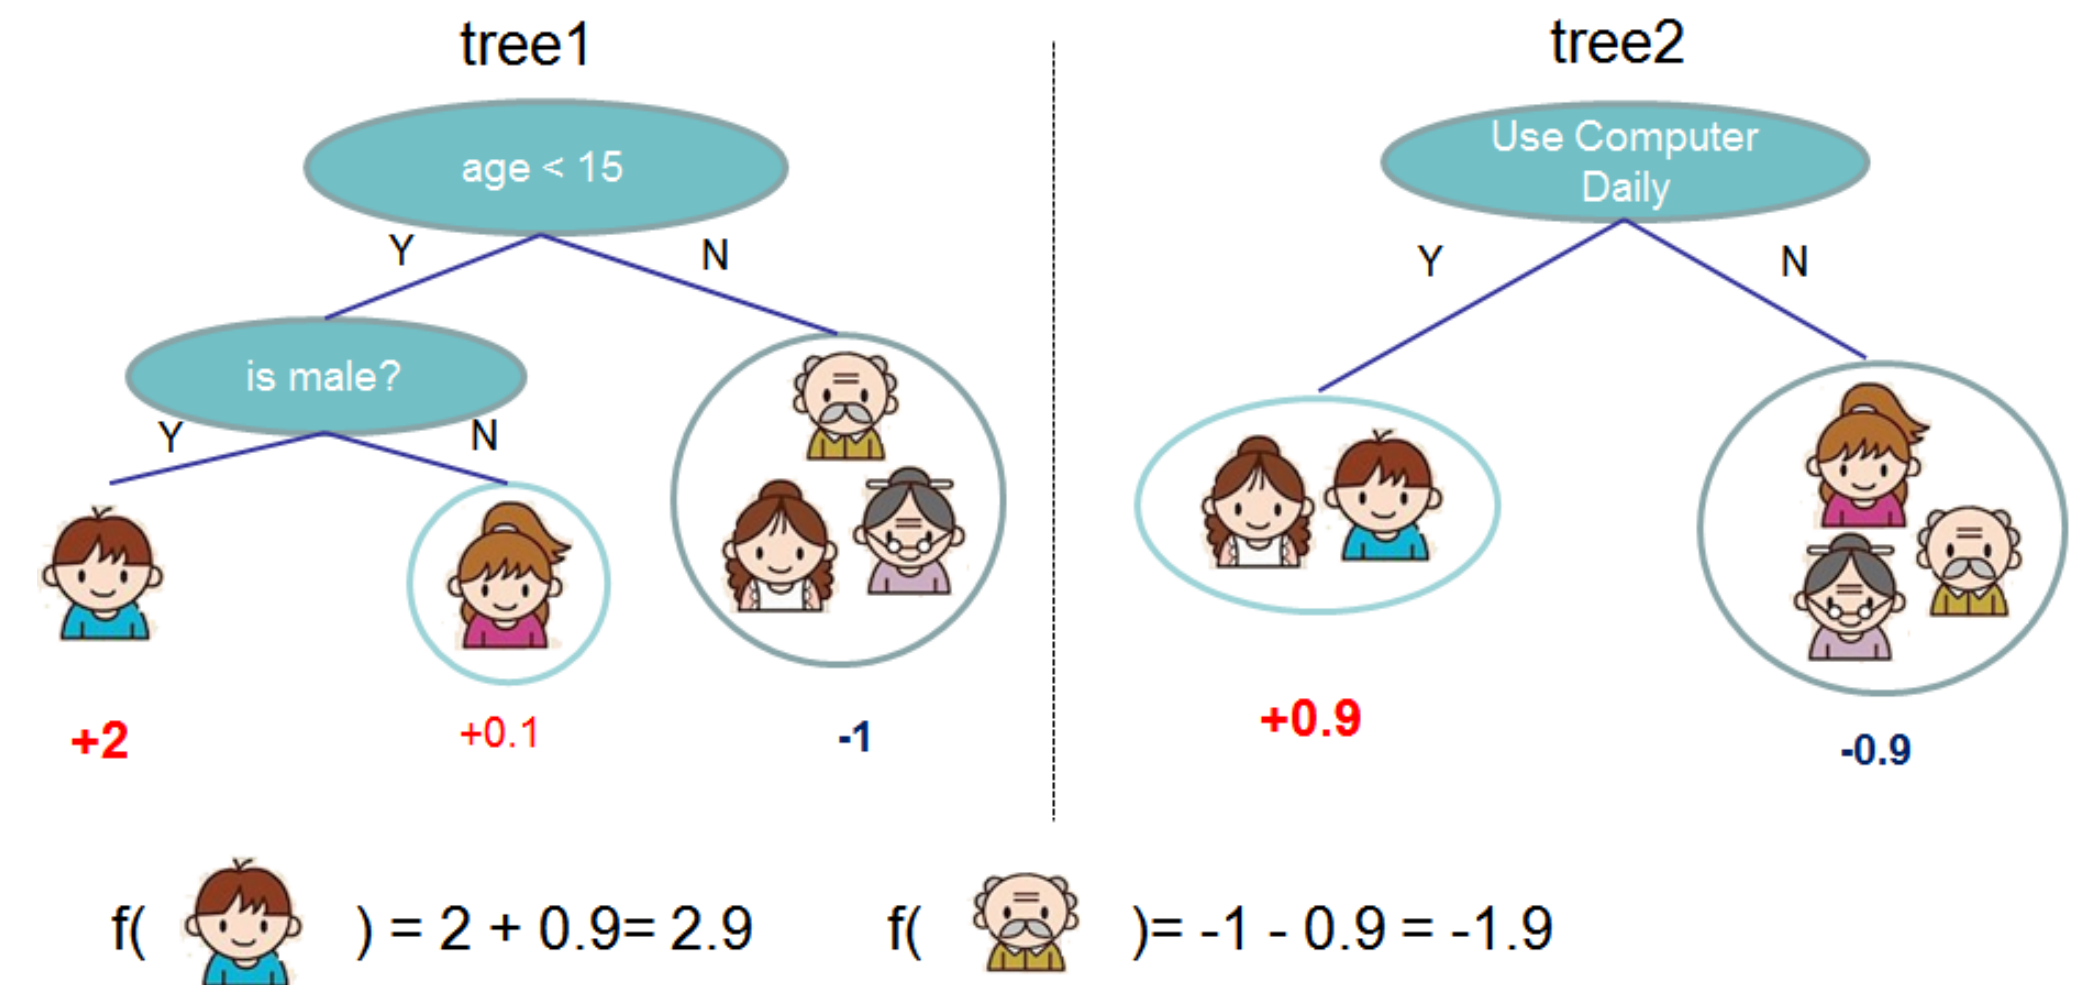 tree1
age < 15
Y
N
is male?
Y
N
+2
+0.1
-1
tree2
Use Computer
Daily
Y
N
+0.9
-0.9
f( ) = 2 + 0.9= 2.9
f( )= -1 - 0.9 = -1.9